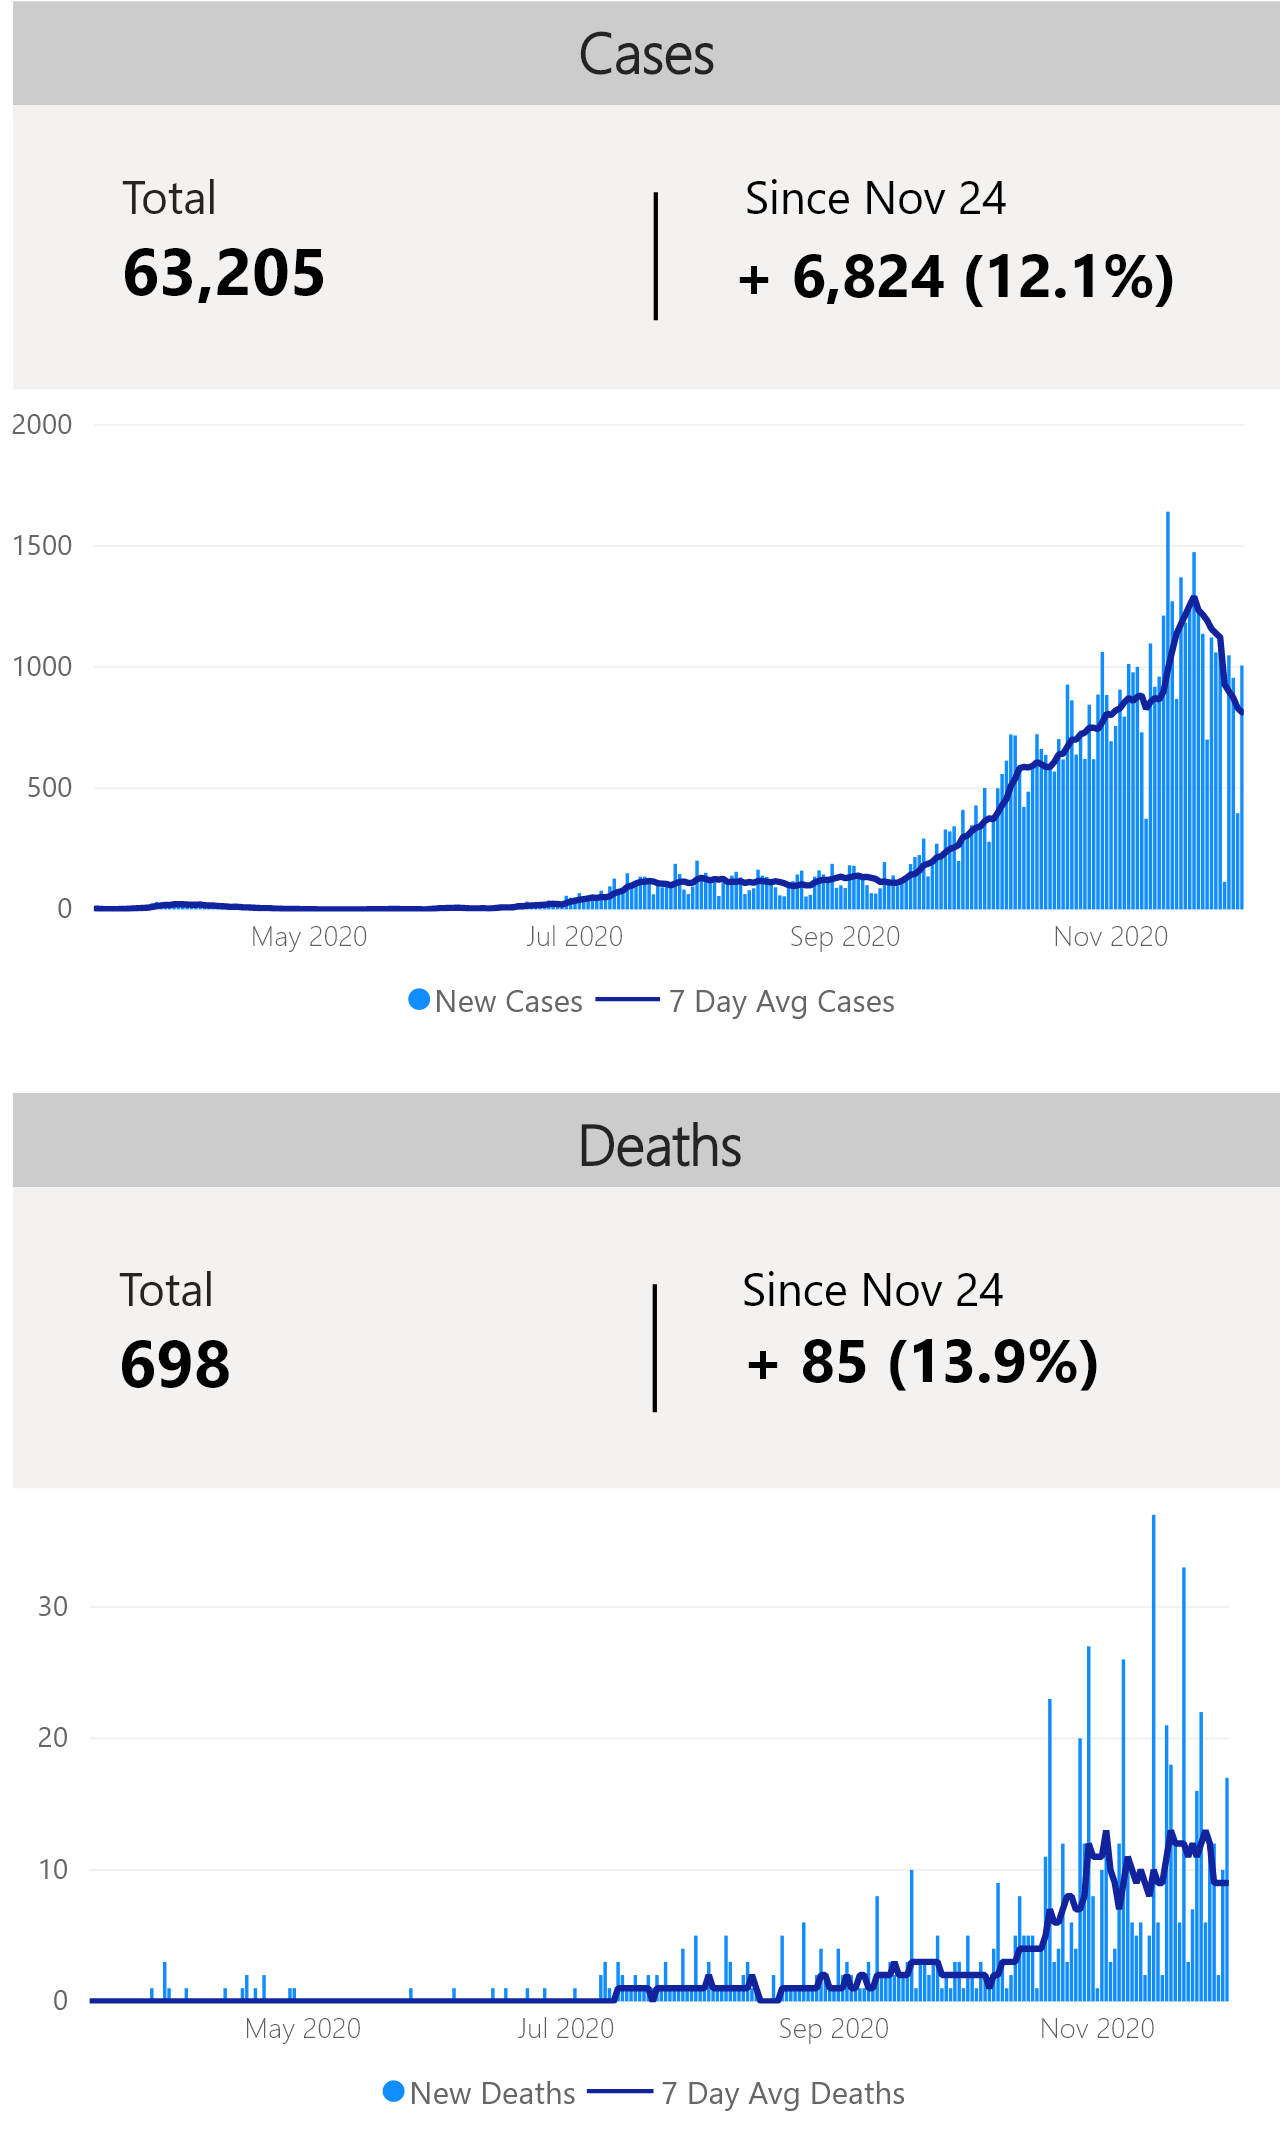 Cases
Total
Since Nov 24
63,205
+ 6,824 (12.1%)
2000
1500
1000
500
0
May 2020
Jul 2020
Sep 2020
Nov 2020
New Cases
7 Day Avg Cases
Deaths
Total
Since Nov 24
698
+ 85 (13.9%)
30
20
10
0
May 2020
Jul 2020
Sep 2020
Nov 2020
New Deaths
7 Day Avg Deaths